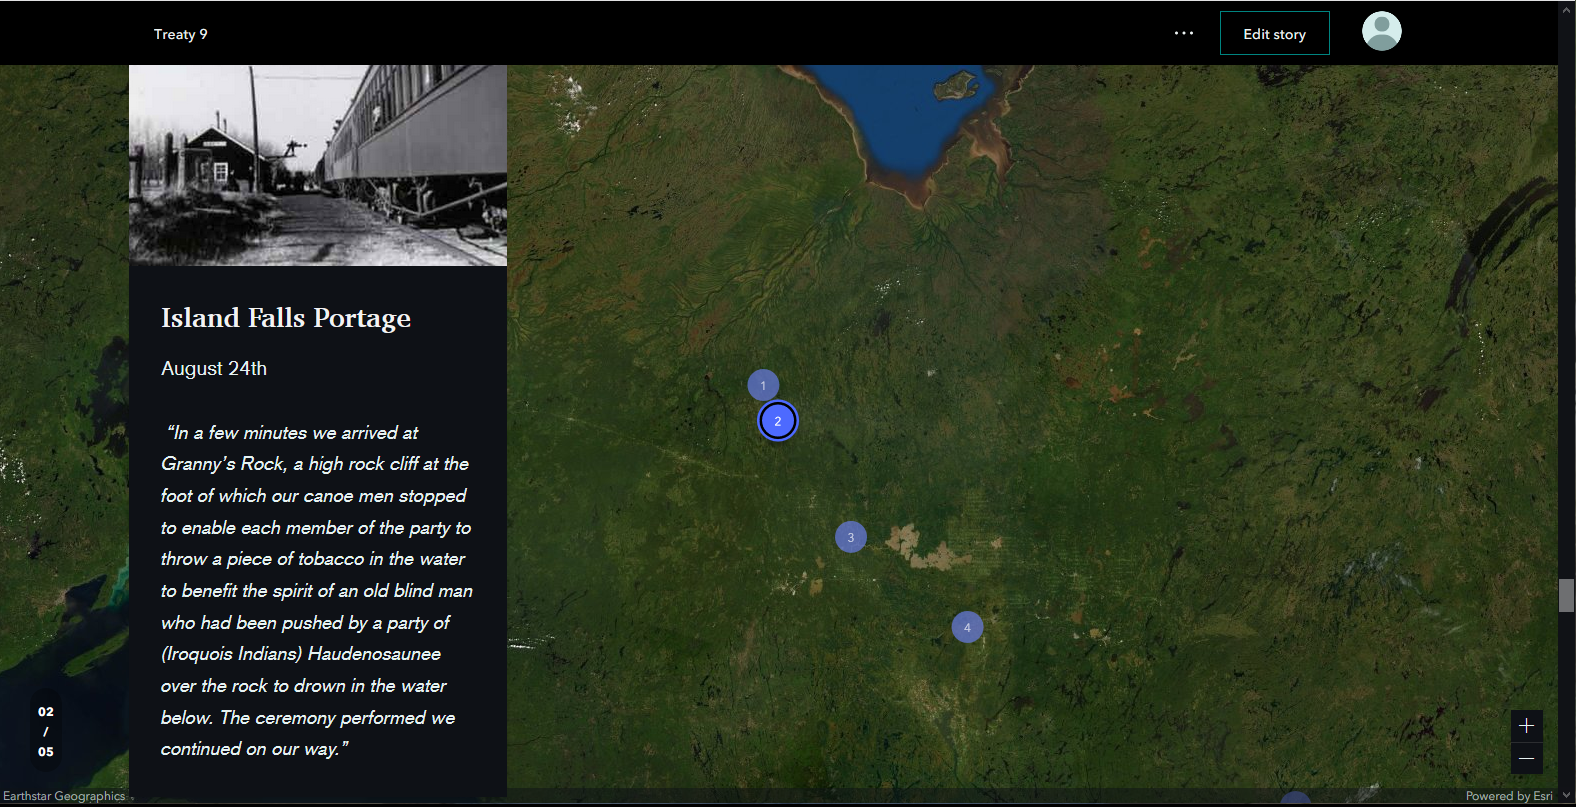 Treaty 9
Edit story
Island Falls Portage
August 24th
“In a few minutes we arrived at
Granny’s Rock, a high rock cliff at the
foot of which our canoe men stopped
to enable each member of the party to
throw a piece of tobacco in the water
to benefit the spirit of an old blind man
who had been pushed by a party of
(Iroquois Indians) Haudenosaunee
over the rock to drown in the water
below. The ceremony performed we
continued on our way.”
1
2
3
4
02
/
05
Earthstar Geographics
Powered by Esri